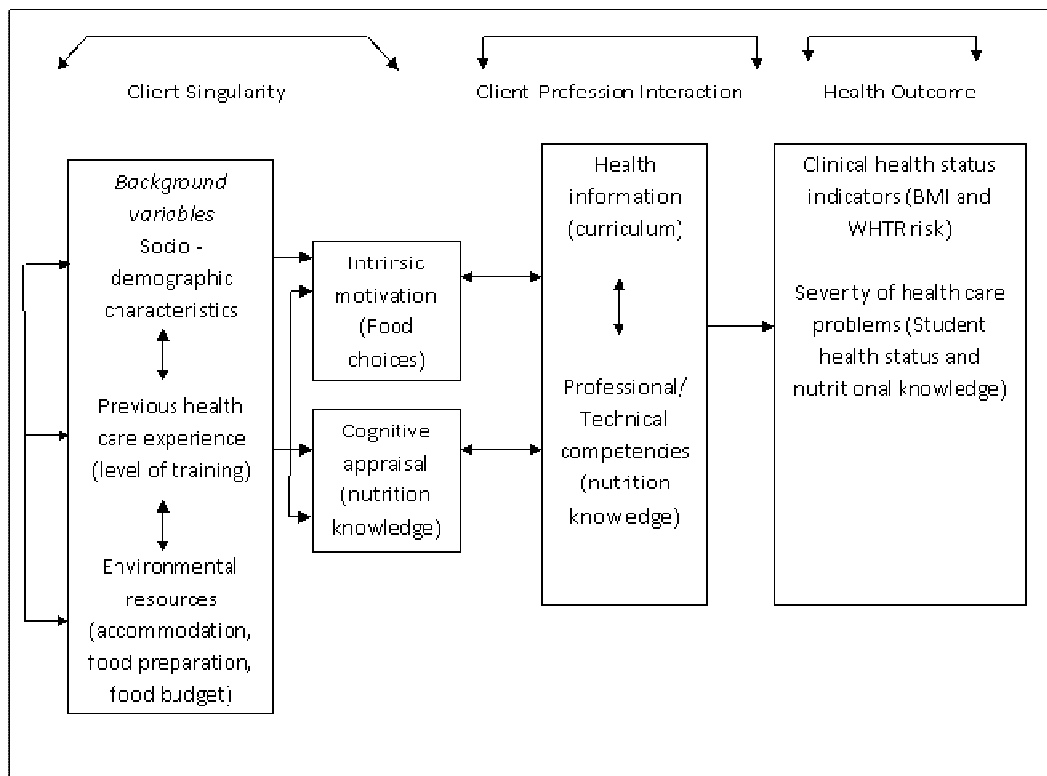 Client Singularity
Client Profession Interaction
Health Outcome
Background
variables
Socio -
demographic
characteristics
Previous health
care experience
(level of training)
Environmental
resources
(accommodation,
food preparation,
food budget)
Intrinsic
motivation
(Food
choices)
Cognitive
appraisal
(nutrition
knowledge)
Health
information
(curriculum)
Professional/
Technical
competencies
(nutrition
knowledge)
Clinical health status
indicators (BMI and
WHTR risk)
Severity of health care
problems (Student
health status and
nutritional knowledge)